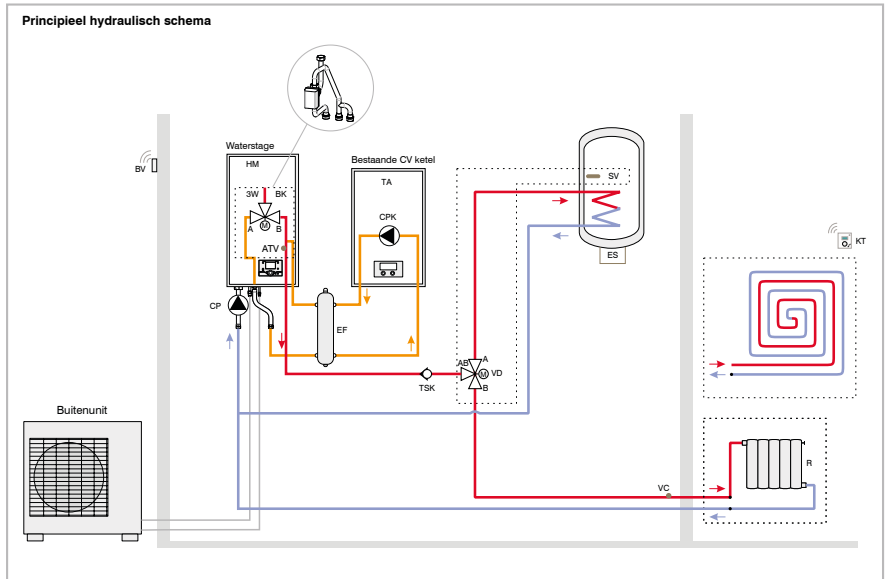 Principieel hydraulisch schema
Waterstage
HM
Bestaande CV ketel
TA
BV
3W BK
SV
CPK
A
M
B
ATV
ES
KT
CP
EF
AB
A
M
VD
B
TSK
Buitenunit
R
VC